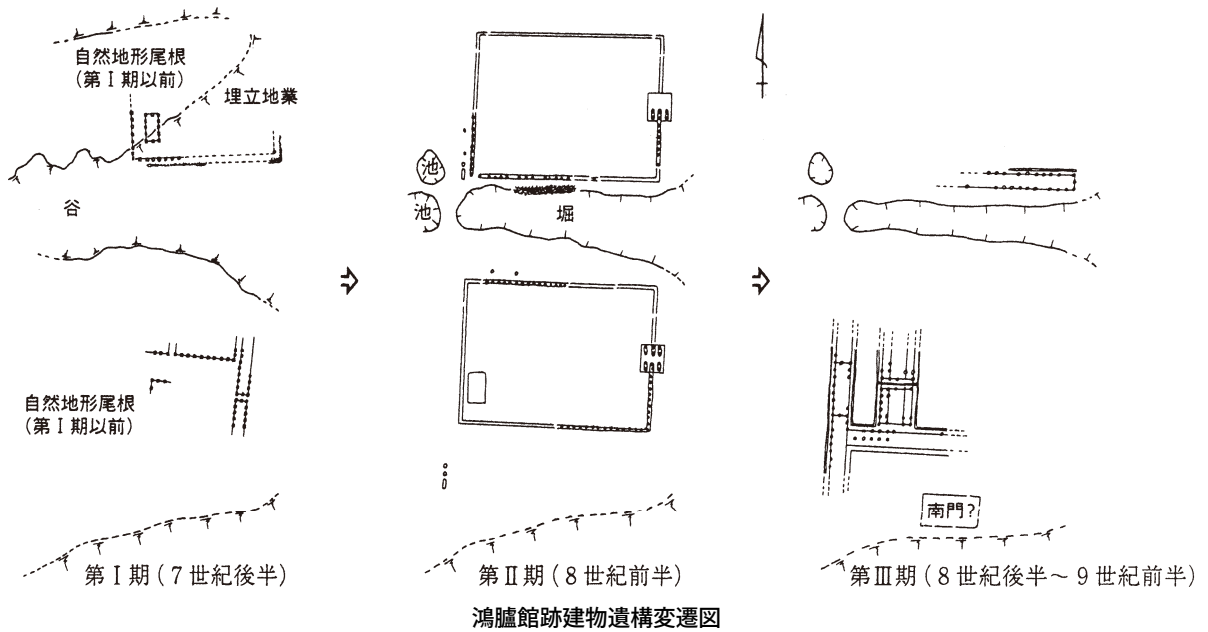 自然地形尾根
(第Ⅰ期以前)
埋立地業
谷
自然地形尾根
(第Ⅰ期以前)
第Ⅰ期(7世紀後半)
池
池
堀
第Ⅱ期(8世紀前半)
南門?
第Ⅲ期(8世紀後半~9世紀前半)
鴻臚館跡建物遺構変遷図